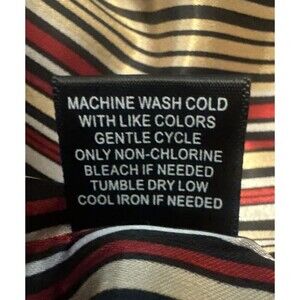 MACHINE WASH COLD
WITH LIKE COLORS
GENTLE CYCLE
ONLY NON-CHLORINE
BLEACH IF NEEDED
TUMBLE DRY LOW
COOL IRON IF NEEDED